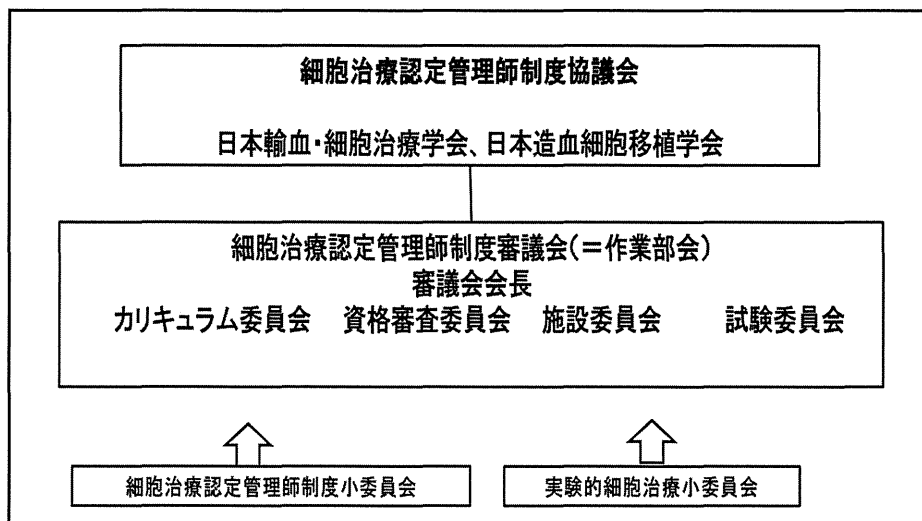 細胞治療認定管理師制度協議会
日本輸血・細胞治療学会、日本造血細胞移植学会
細胞治療認定管理師制度審議会(=作業部会)
審議会会長
カリキュラム委員会 資格審査委員会 施設委員会 試験委員会
細胞治療認定管理師制度小委員会
実験的細胞治療小委員会